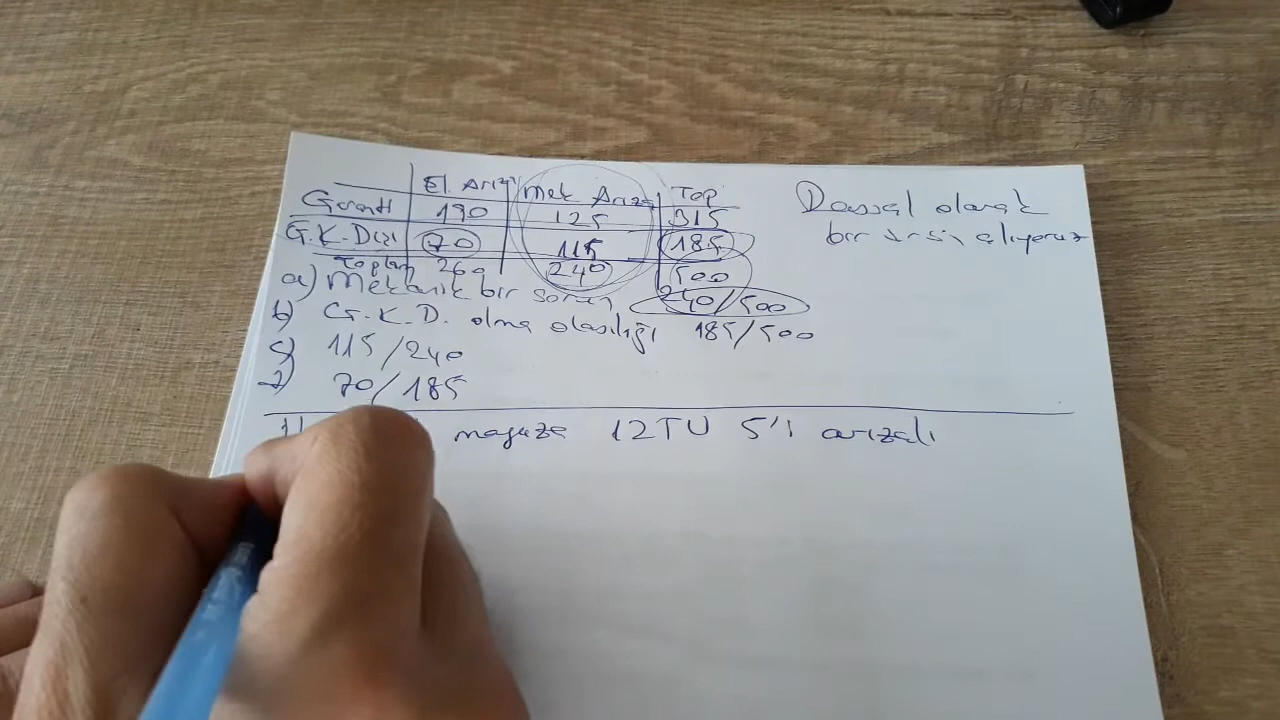 El. Arıza Mek Arıza Top
Garanti 190 125 315
G.K.Dışı 70 115 185
Toplam 260 240 500
Rassal olarak
bir ürün alıyoruz
a) Mekanik bir sorun 240/500
b) G.K.D. olma olasılığı 185/500
c) 115/240
d) 70/185
mağaza 12TU 5'i arızalı